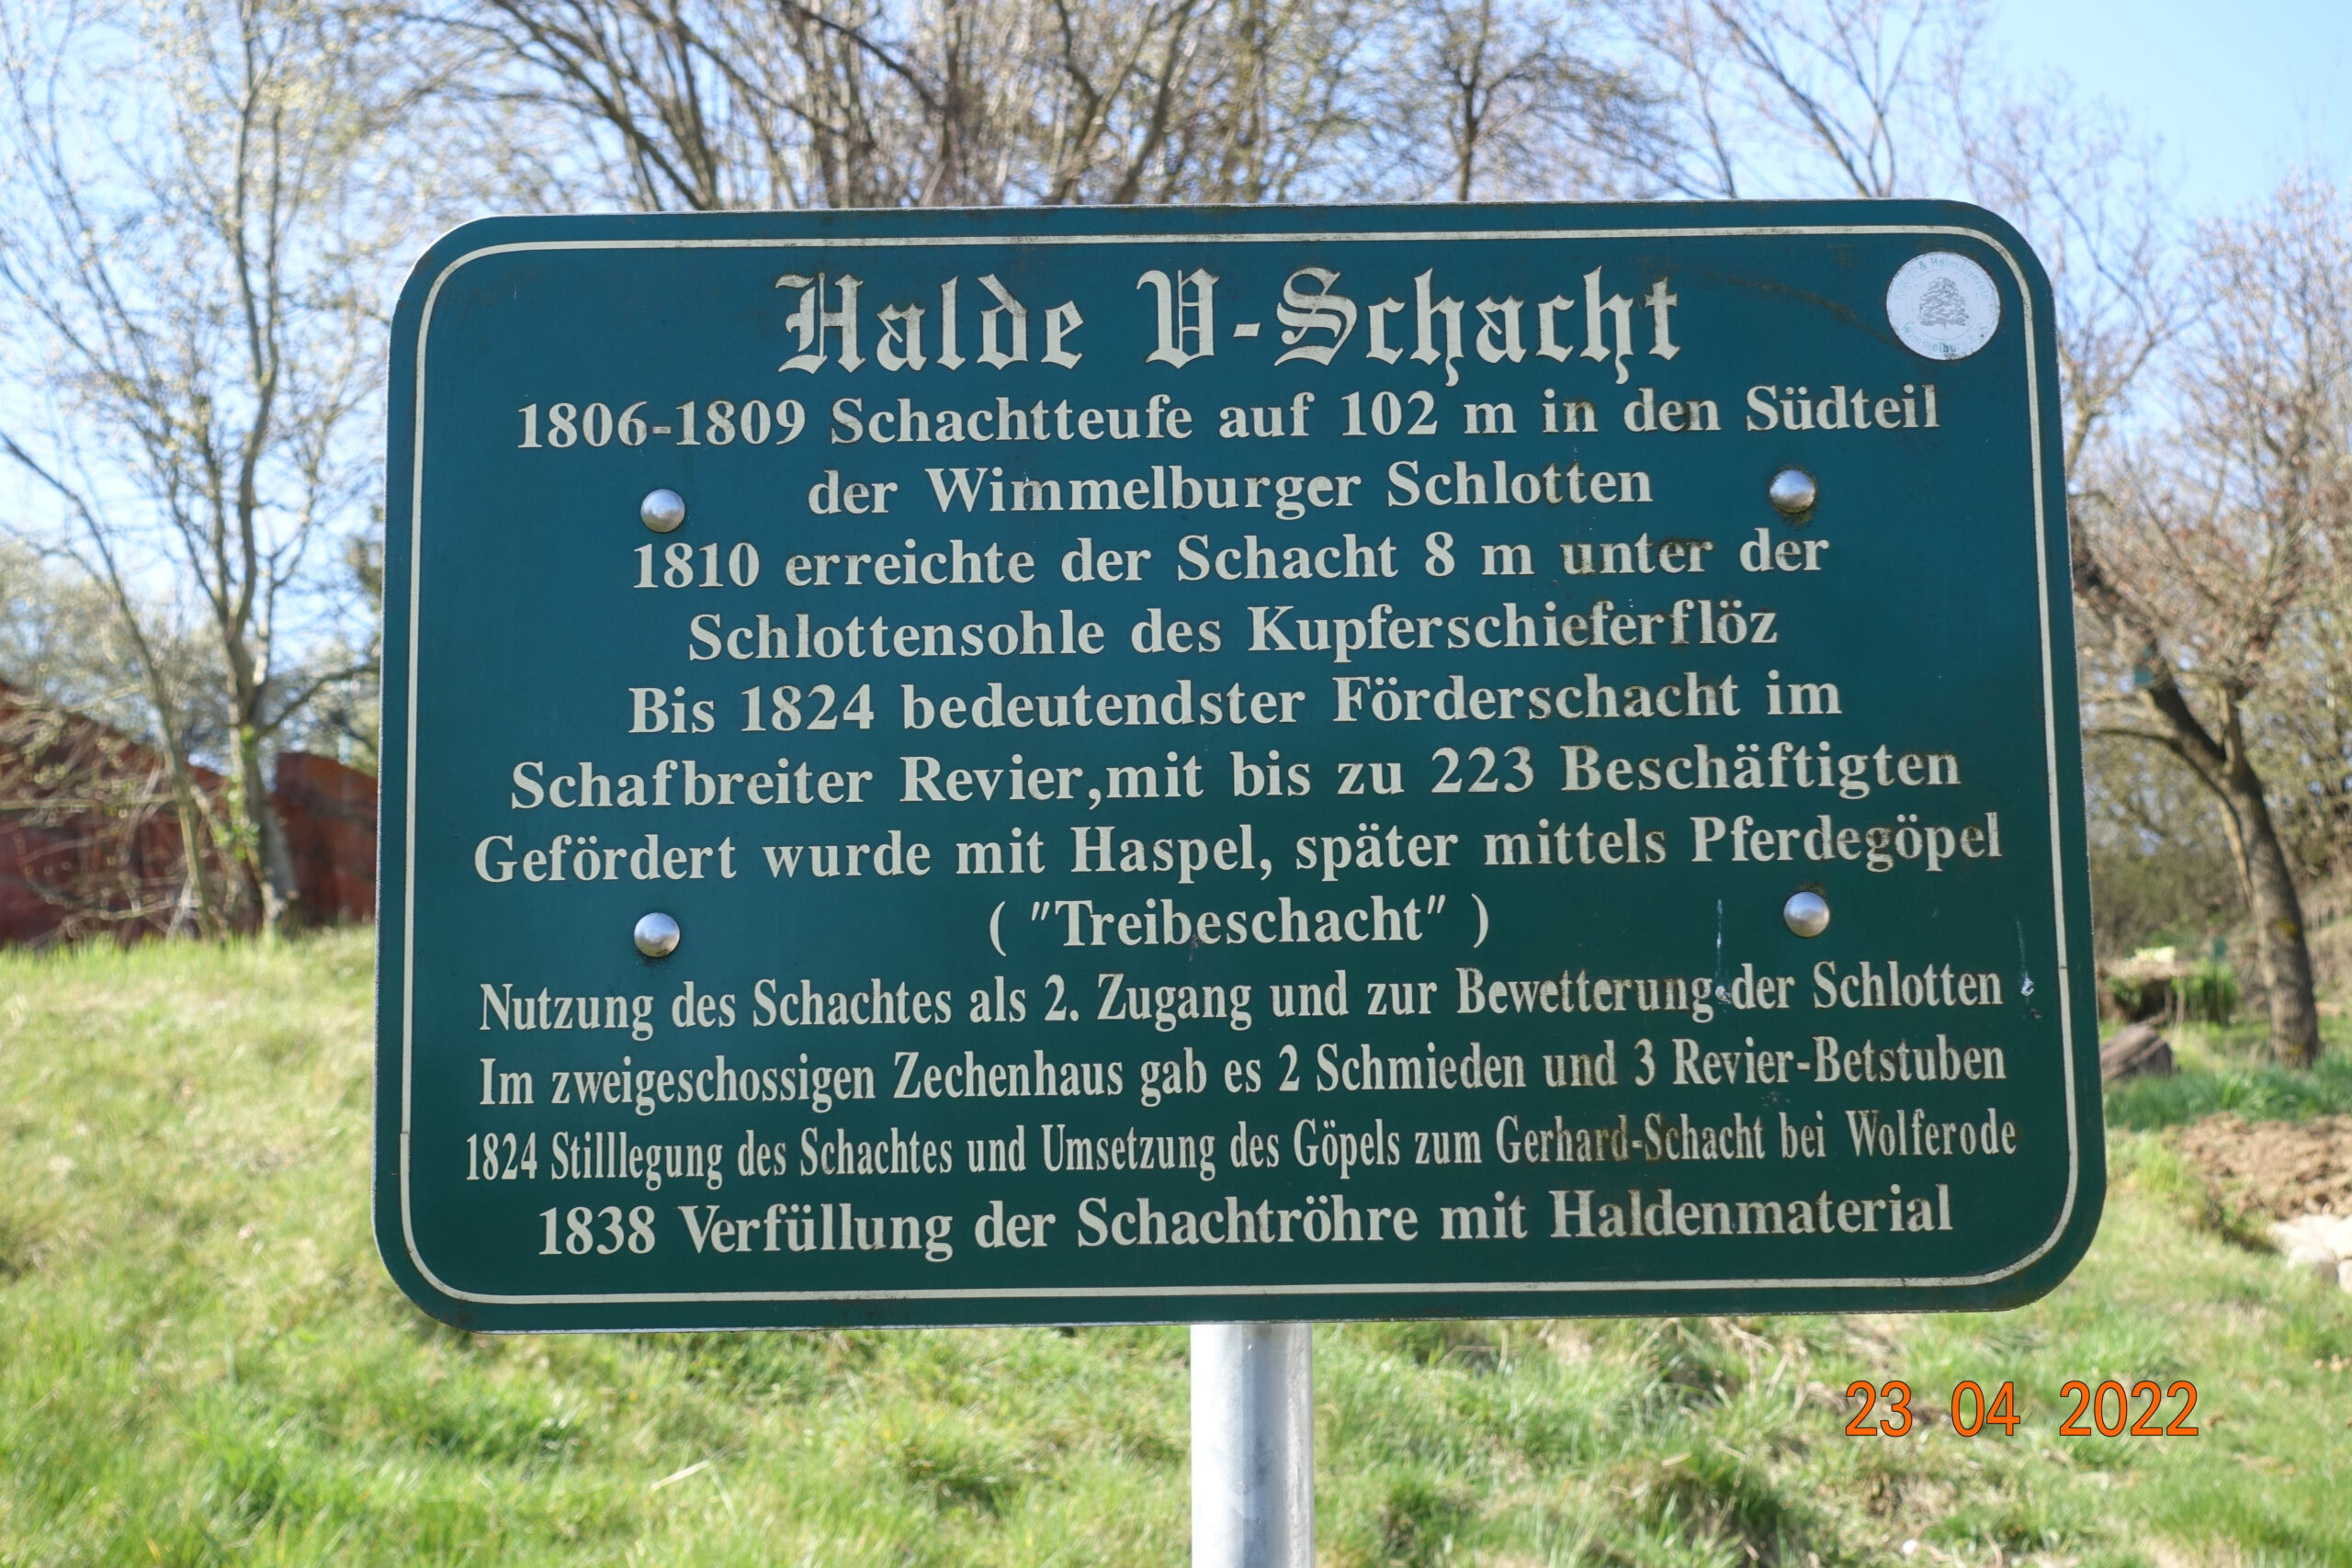 Halde V-Schacht
1806-1809 Schachtteufe auf 102 m in den Südteil
der Wimmelburger Schlotten
1810 erreichte der Schacht 8 m unter der
Schlottensohle des Kupferschieferflöz
Bis 1824 bedeutendster Förderschacht im
Schafbreiter Revier,mit bis zu 223 Beschäftigten
Gefördert wurde mit Haspel, später mittels Pferdegöpel
( "Treibeschacht" )
Nutzung des Schachtes als 2. Zugang und zur Bewetterung der Schlotten
Im zweigeschossigen Zechenhaus gab es 2 Schmieden und 3 Revier-Betstuben
1824 Stilllegung des Schachtes und Umsetzung des Göpels zum Gerhard-Schacht bei Wolferode
1838 Verfüllung der Schachtröhre mit Haldenmaterial
23 04 2022